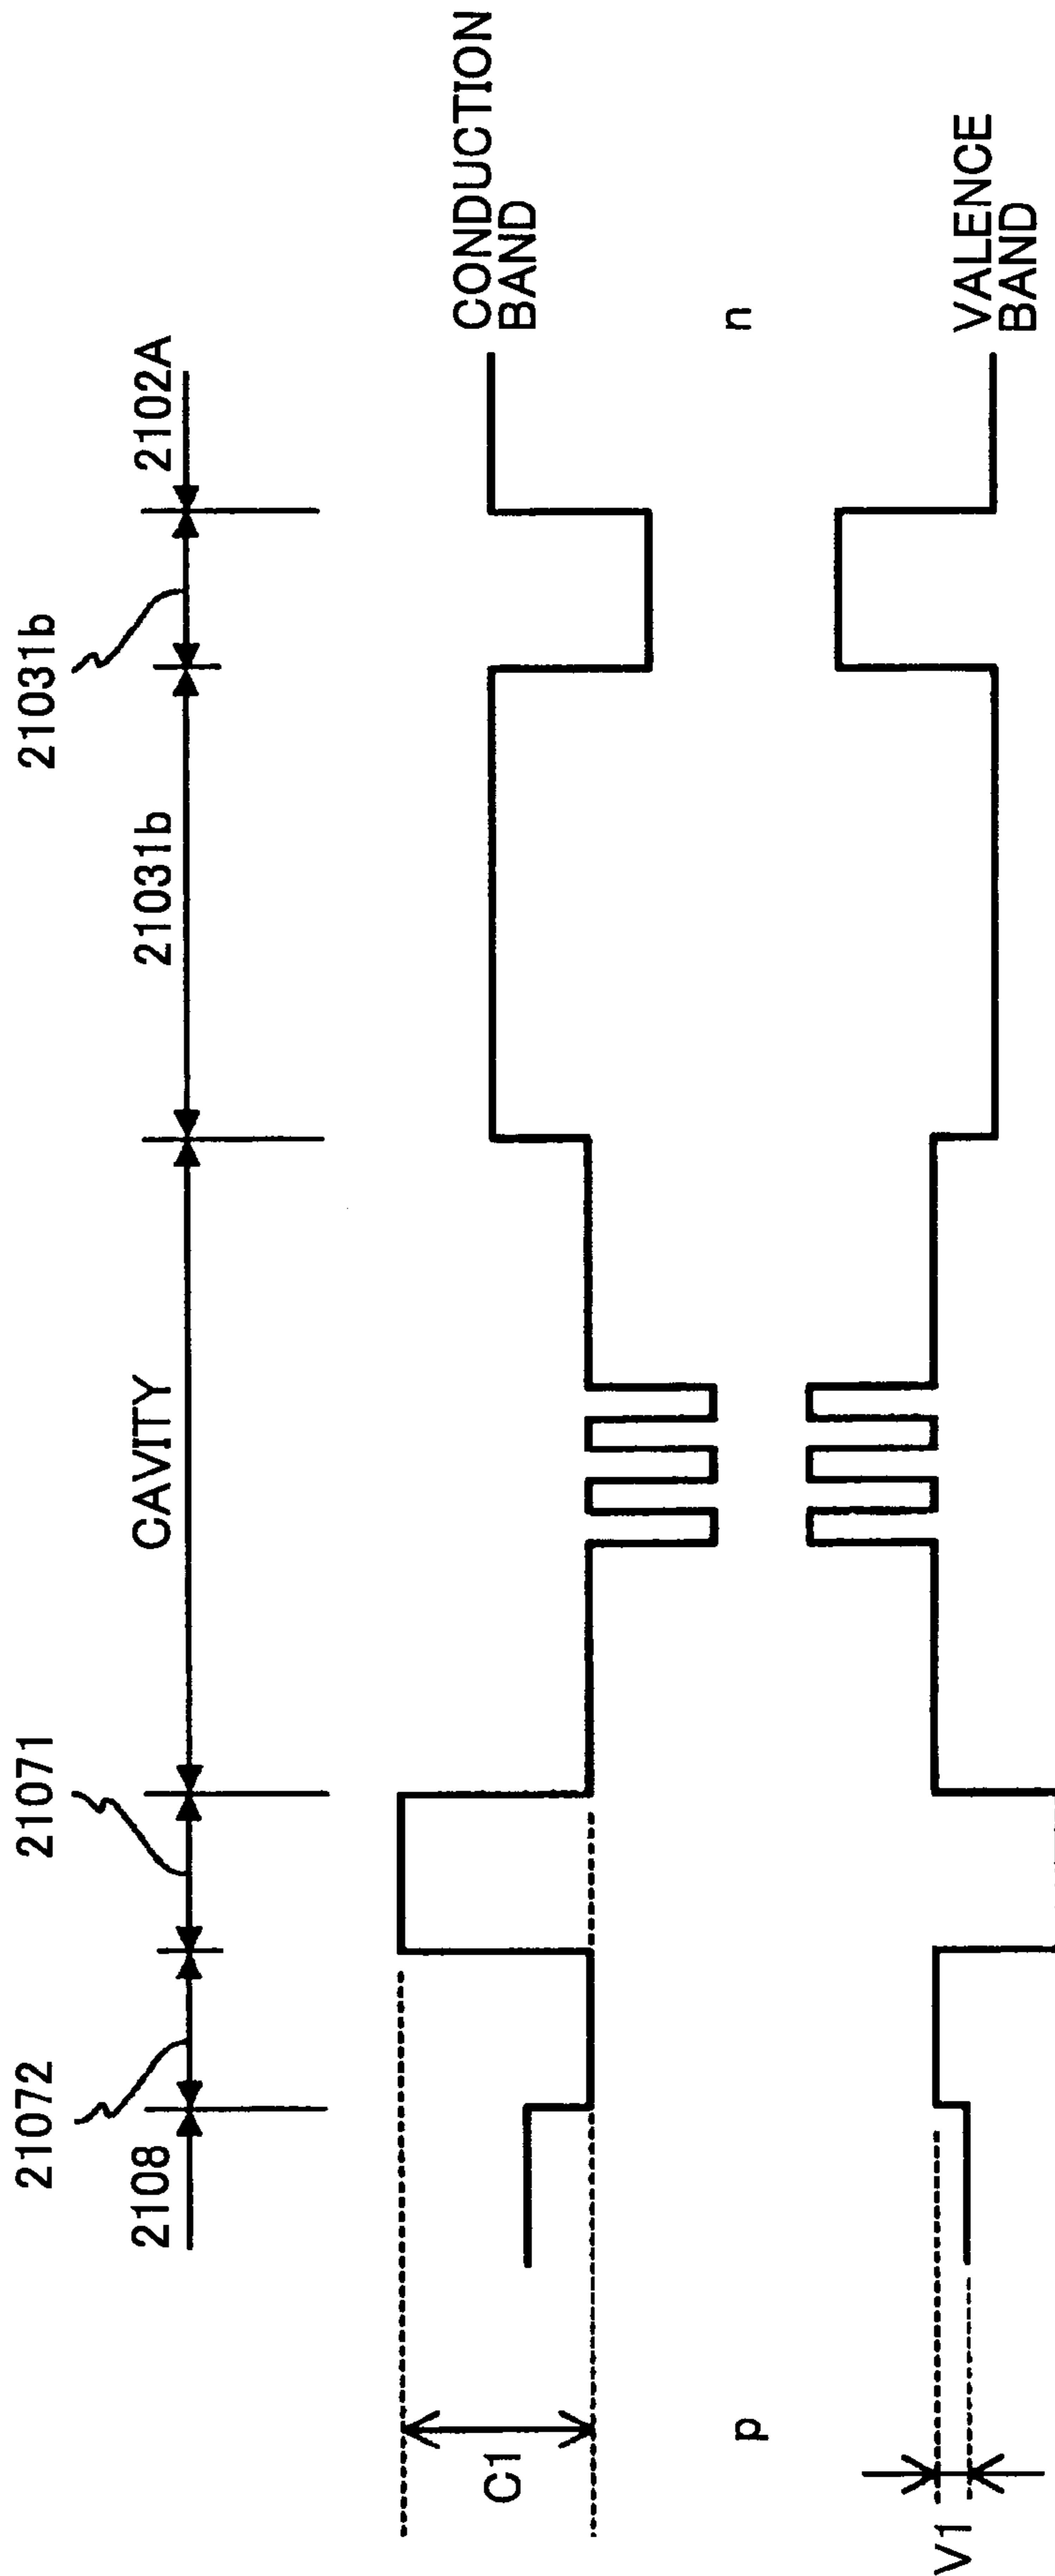 21072
21071
21031b
2108
CAVITY
21031b
2102A
C1
CONDUCTION
BAND
p
n
V1
VALENCE
BAND